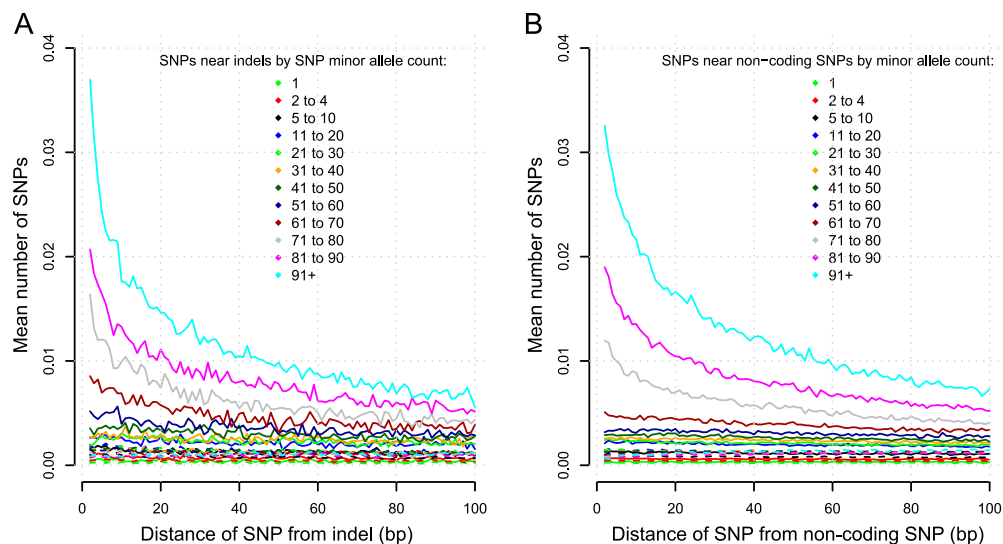 A
Mean number of SNPs
0.04
0.03
0.02
0.01
0.00
SNPs near indels by SNP minor allele count:
1
2 to 4
5 to 10
11 to 20
21 to 30
31 to 40
41 to 50
51 to 60
61 to 70
71 to 80
81 to 90
91+
0 20 40 60 80 100
Distance of SNP from indel (bp)
B
Mean number of SNPs
0.04
0.03
0.02
0.01
0.00
SNPs near non−coding SNPs by minor allele count:
1
2 to 4
5 to 10
11 to 20
21 to 30
31 to 40
41 to 50
51 to 60
61 to 70
71 to 80
81 to 90
91+
0 20 40 60 80 100
Distance of SNP from non−coding SNP (bp)